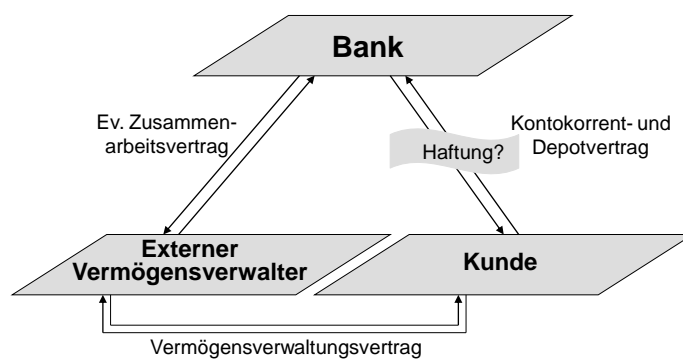 Bank
Ev. Zusammen-
arbeitsvertrag
Kontokorrent- und
Depotvertrag
Haftung?
Externer
Vermögensverwalter
Kunde
Vermögensverwaltungsvertrag